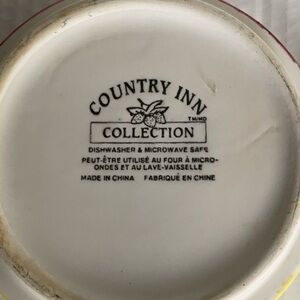 COUNTRY INN
TM/MD
COLLECTION
DISHWASHER & MICROWAVE SAFE
PEUT-ÊTRE UTILISÉ AU FOUR À MICRO-
ONDES ET AU LAVE-VAISSELLE
MADE IN CHINA FABRIQUÉ EN CHINE